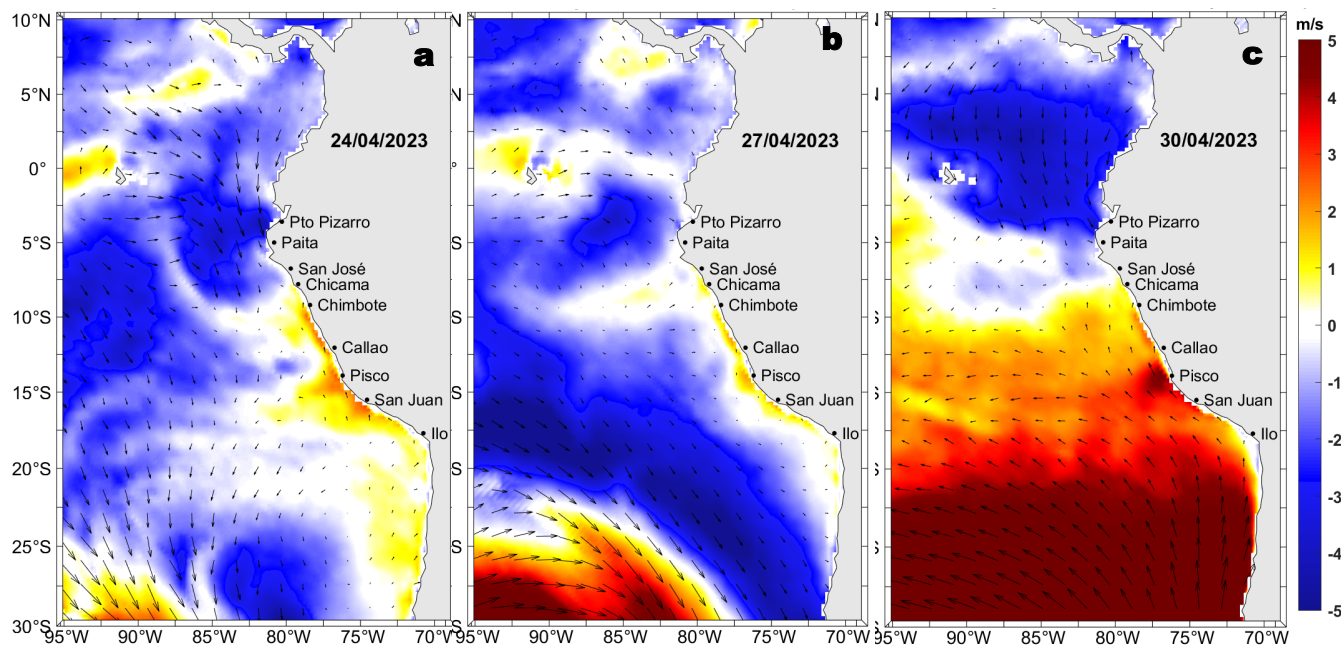 a
b
c
m/s
24/04/2023
27/04/2023
30/04/2023
10°N
5°N
0°
5°S
10°S
15°S
20°S
25°S
30°S
95°W 90°W 85°W 80°W 75°W 70°W
Pto Pizarro
Paita
San José
Chicama
Chimbote
Callao
Pisco
San Juan
Ilo
10°N
N
S
S
S
S
S
S
95°W 90°W 85°W 80°W 75°W 70°W
Pto Pizarro
Paita
San José
Chicama
Chimbote
Callao
Pisco
San Juan
Ilo
10°N
S
S
S
S
S
S
95°W 90°W 85°W 80°W 75°W 70°W
Pto Pizarro
Paita
San José
Chicama
Chimbote
Callao
Pisco
San Juan
Ilo
5
4
3
2
1
0
-1
-2
-3
-4
-5